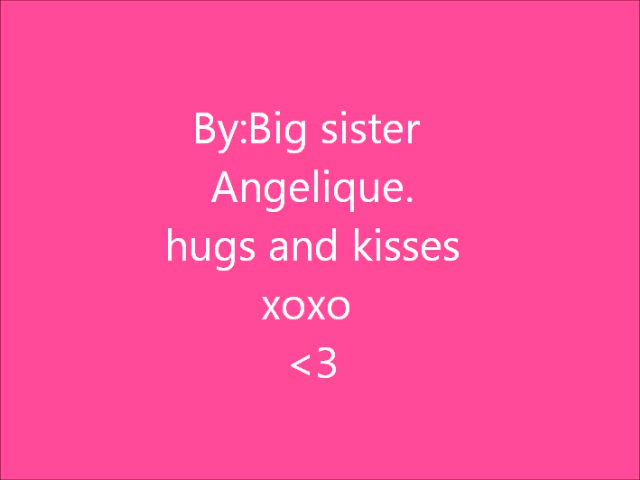 By:Big sister
Angelique.
hugs and kisses
xoxo
<3